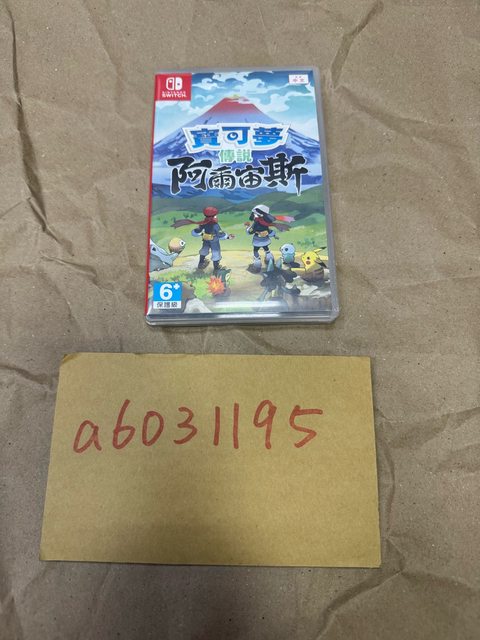 NINTENDO
SWITCH
中文
寶可夢
傳說
阿爾宙斯
6+
保護級
a6031195